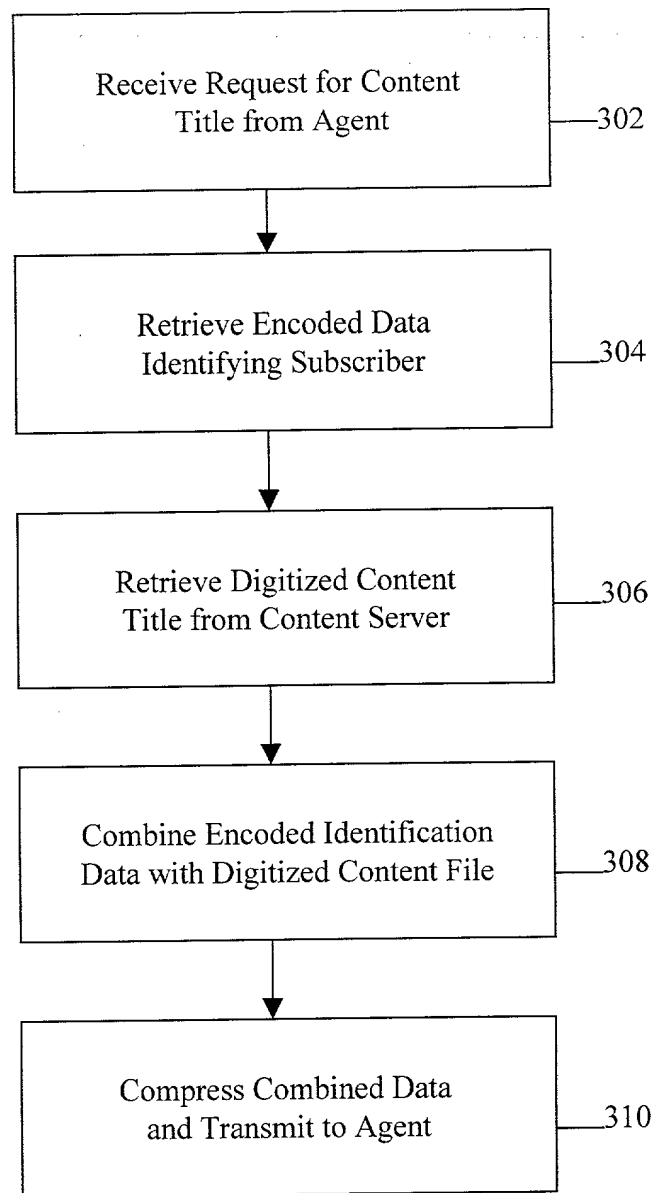 Receive Request for Content
Title from Agent
302
Retrieve Encoded Data
Identifying Subscriber
304
Retrieve Digitized Content
Title from Content Server
306
Combine Encoded Identification
Data with Digitized Content File
308
Compress Combined Data
and Transmit to Agent
310